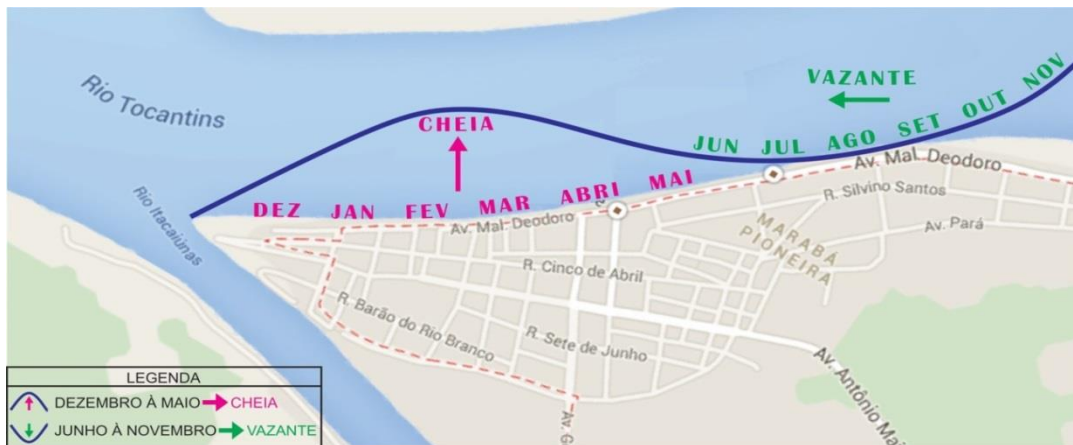 Rio Tocantins
VAZANTE
CHEIA
JUN JUL AGO SET OUT NOV
DEZ JAN FEV MAR ABRI MAI
Av. Mal. Deodoro
Av. Mal. Deodoro
R. Silvino Santos
Av. Pará
MARABÁ
PIONEIRA
Rio Itacaiúnas
R. Cinco de Abril
R. Barão do Rio Branco
R. Sete de Junho
Av. Antônio Ma
Av. G
LEGENDA
DEZEMBRO À MAIO CHEIA
JUNHO À NOVEMBRO VAZANTE